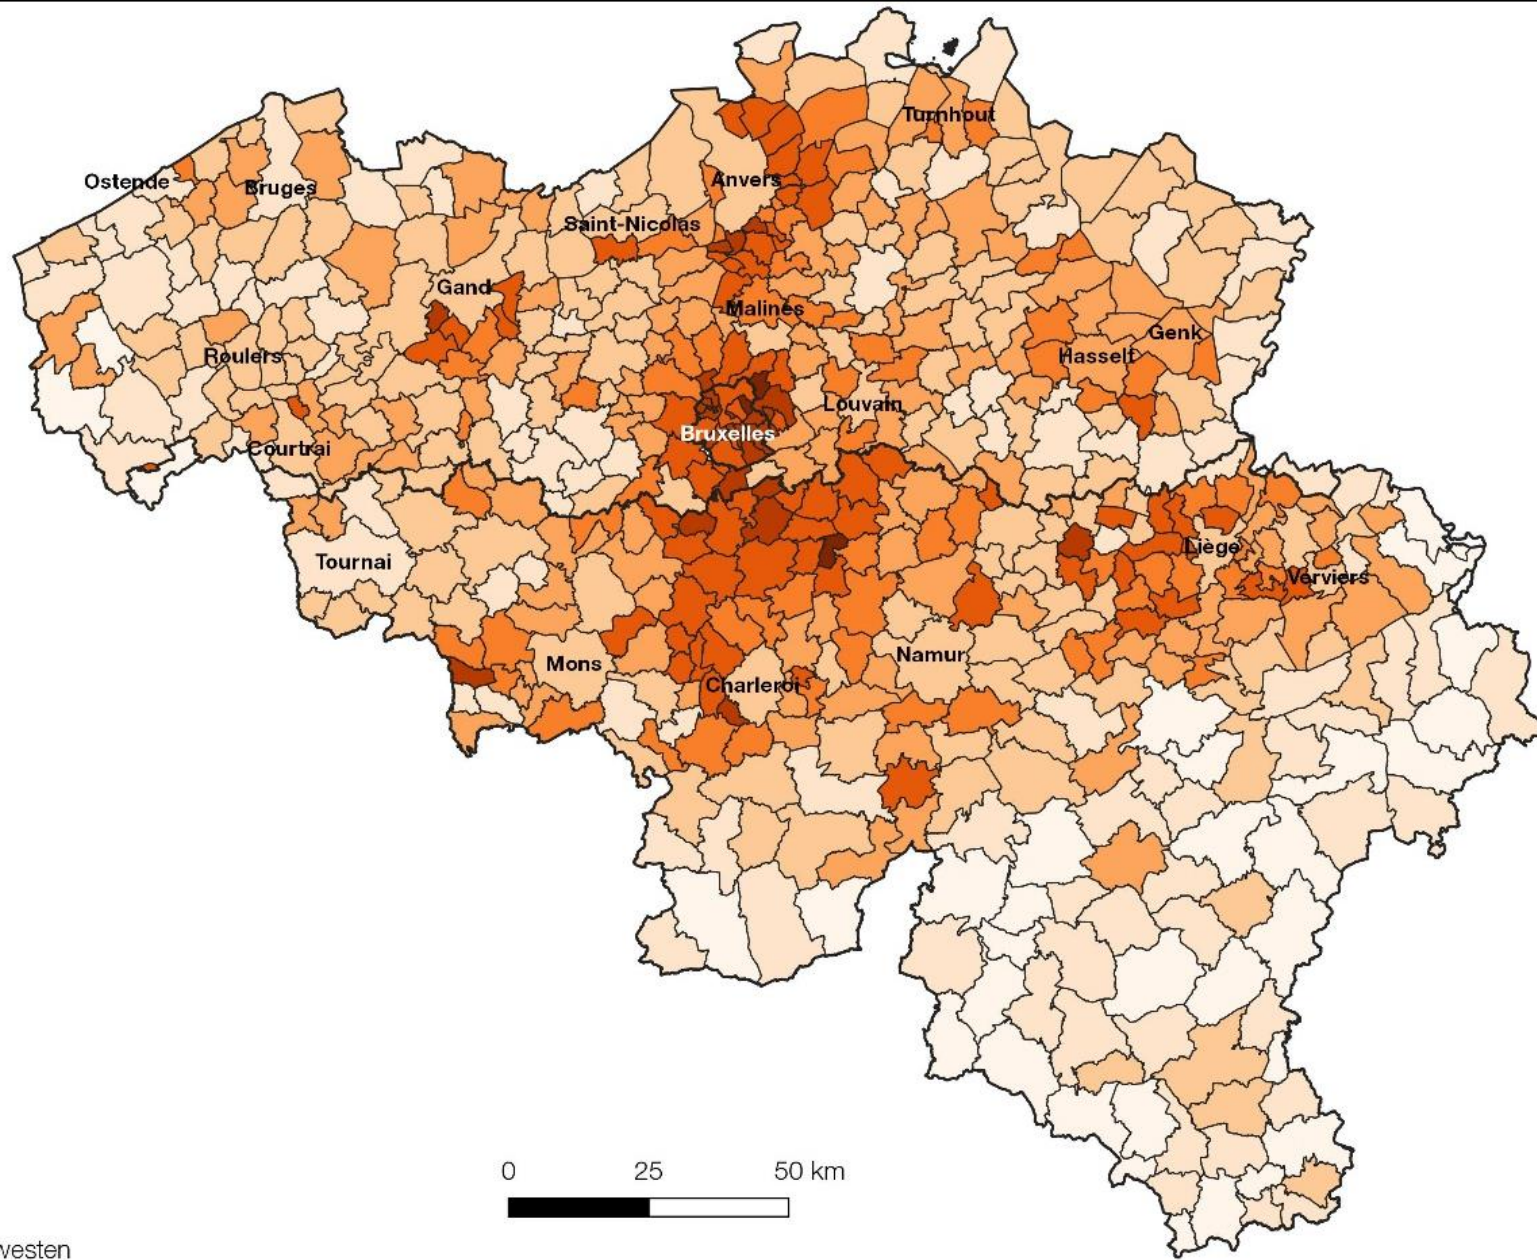 Turnhout
Anvers
Ostende
Bruges
Saint-Nicolas
Gand
Malines
Genk
Roulers
Hasselt
Louvain
Bruxelles
Courtrai
Liège
Tournai
Verviers
Namur
Mons
Charleroi
0 25 50 km
westen